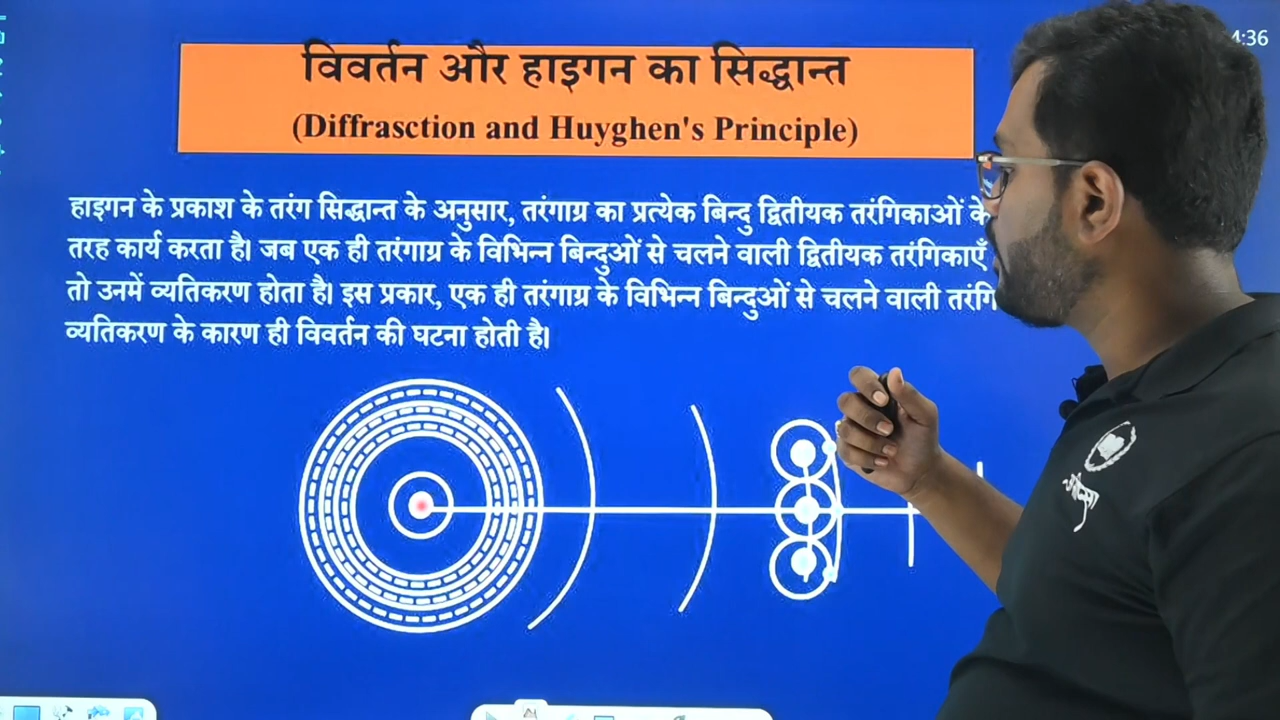 4:36
विवर्तन और हाइगन का सिद्धान्त
(Diffrasction and Huyghen's Principle)
हाइगन के प्रकाश के तरंग सिद्धान्त के अनुसार, तरंगाग्र का प्रत्येक बिन्दु द्वितीयक तरंगिकाओं के
तरह कार्य करता है। जब एक ही तरंगाग्र के विभिन्न बिन्दुओं से चलने वाली द्वितीयक तरंगिकाएँ
तो उनमें व्यतिकरण होता है। इस प्रकार, एक ही तरंगाग्र के विभिन्न बिन्दुओं से चलने वाली
व्यतिकरण के कारण ही विवर्तन की घटना होती है।